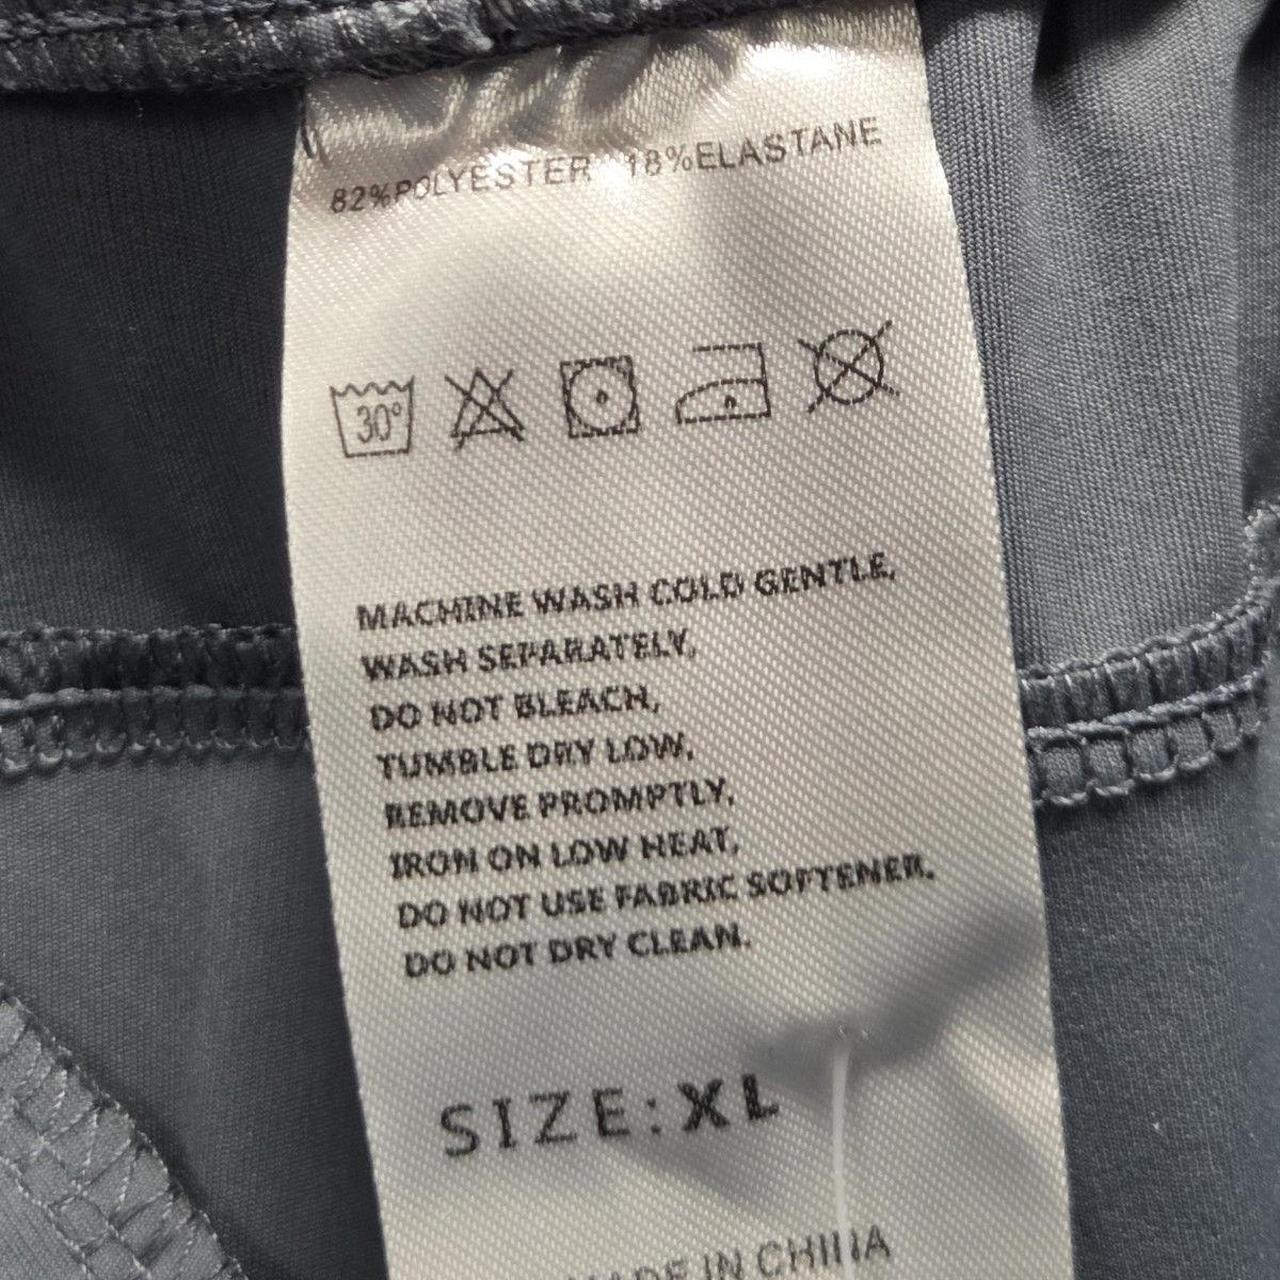 82%POLYESTER 18%ELASTANE
30°
MACHINE WASH COLD GENTLE,
WASH SEPARATELY,
DO NOT BLEACH,
TUMBLE DRY LOW,
REMOVE PROMPTLY,
IRON ON LOW HEAT,
DO NOT USE FABRIC SOFTENER.
DO NOT DRY CLEAN.
SIZE:XL
MADE IN CHINA